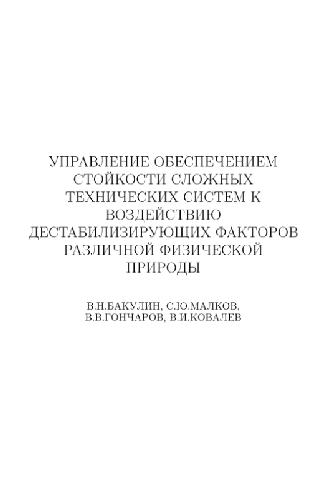 УПРАВЛЕНИЕ ОБЕСПЕЧЕНИЕМ
СТОЙКОСТИ СЛОЖНЫХ
ТЕХНИЧЕСКИХ СИСТЕМ К
ВОЗДЕЙСТВИЮ
ДЕСТАБИЛИЗИРУЮЩИХ ФАКТОРОВ
РАЗЛИЧНОЙ ФИЗИЧЕСКОЙ
ПРИРОДЫ
В.Н.БАКУЛИН, С.Ю.МАЛКОВ,
В.В.ГОНЧАРОВ, В.И.КОВАЛЕВ